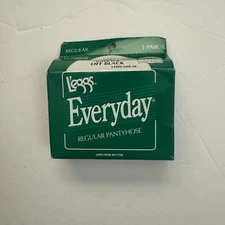 REGULAR 1 PAIR
OFF BLACK
L'eggs
Everyday®
REGULAR PANTYHOSE